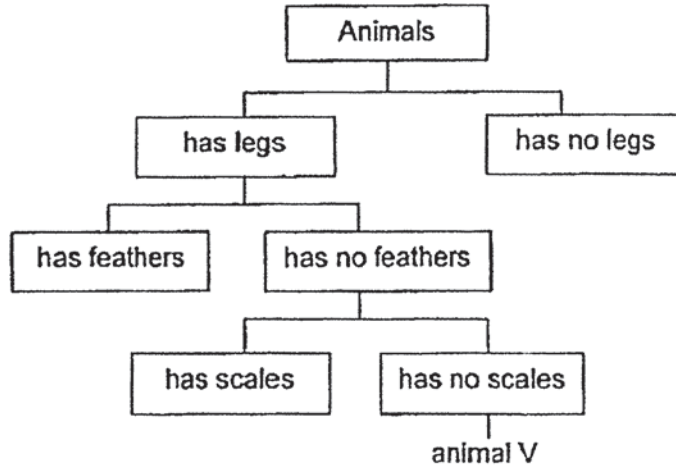 Animals
has legs
has no legs
has feathers
has no feathers
has scales
has no scales
animal V